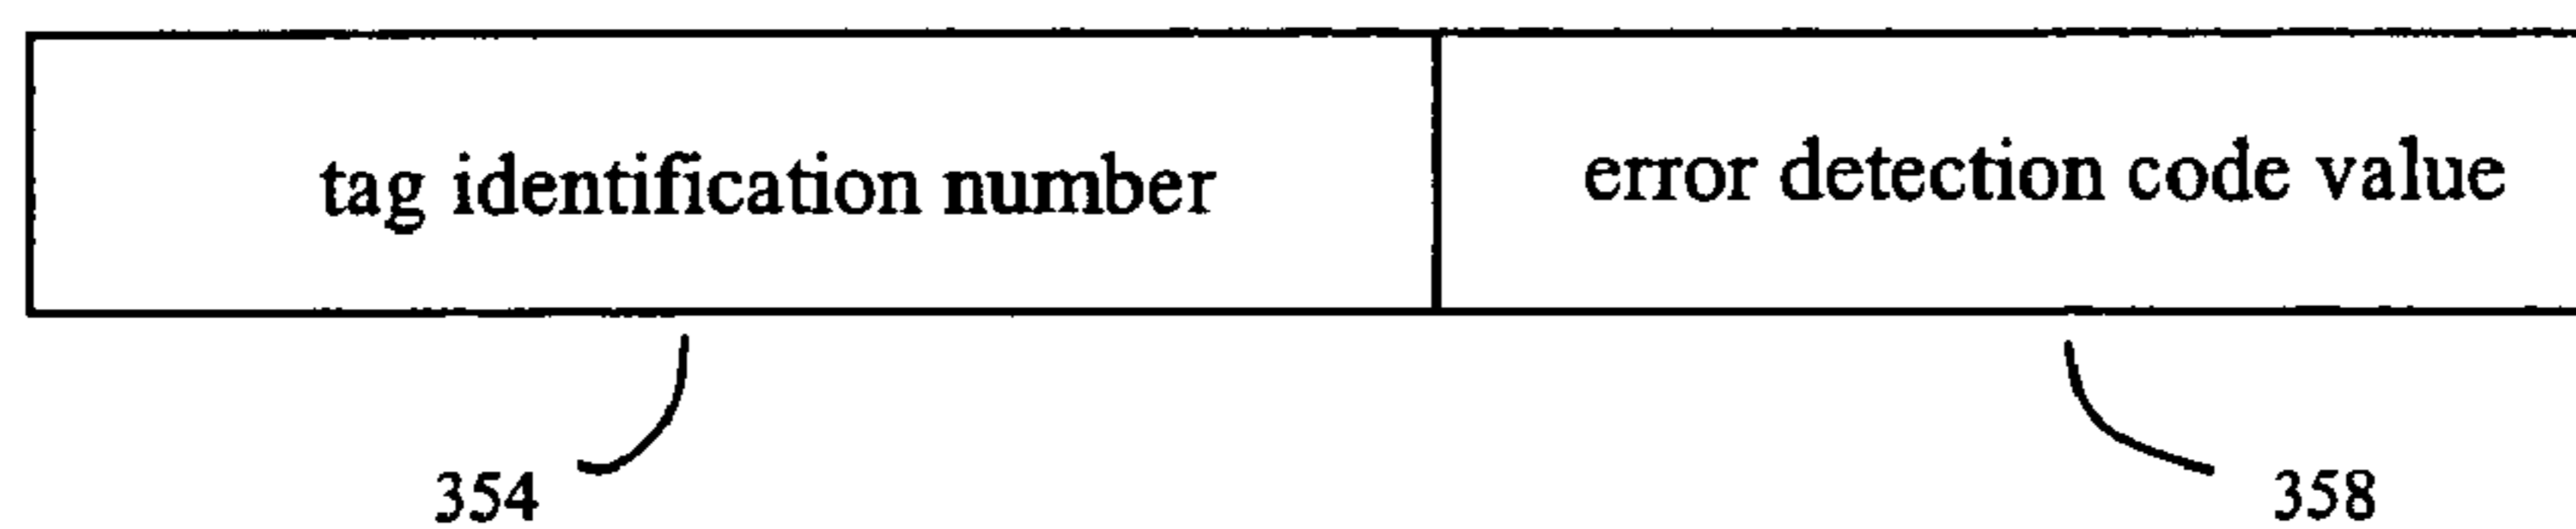 tag identification number
error detection code value
354
358